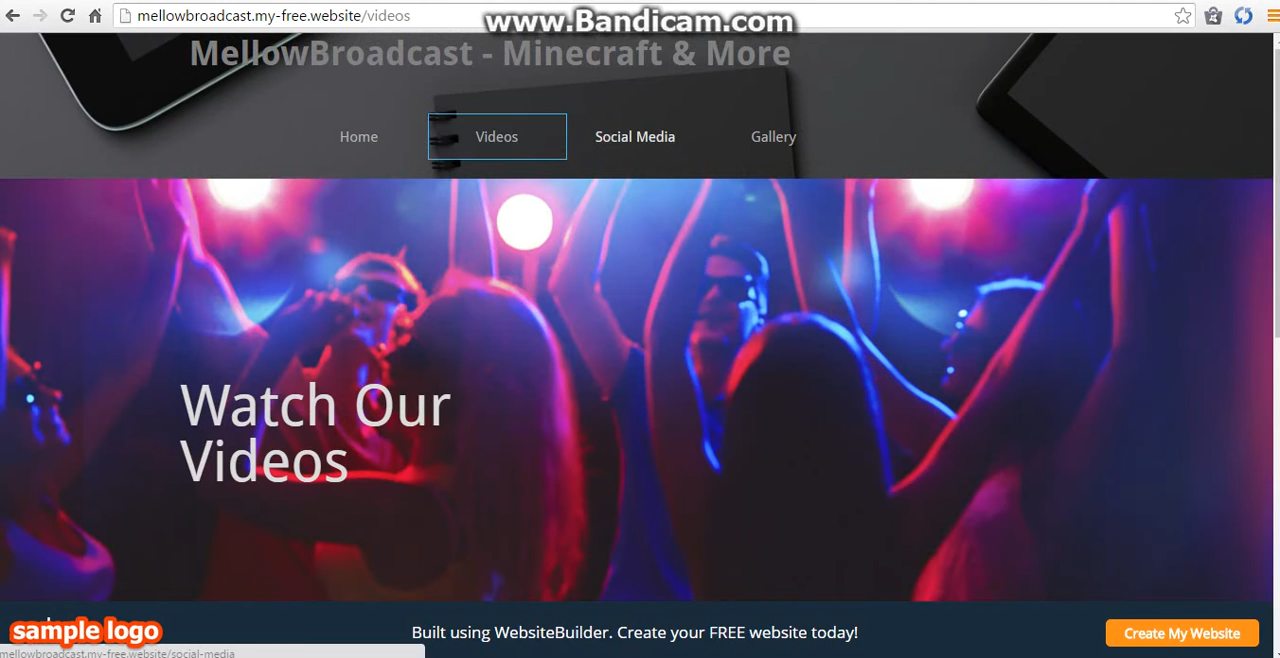 mellowbroadcast.my-free.website/videos
www.Bandicam.com
MellowBroadcast - Minecraft & More
Home Videos Social Media Gallery
Watch Our
Videos
sample logo
Built using WebsiteBuilder. Create your FREE website today!
Create My Website
mellowbroadcast.my-free.website/social-media